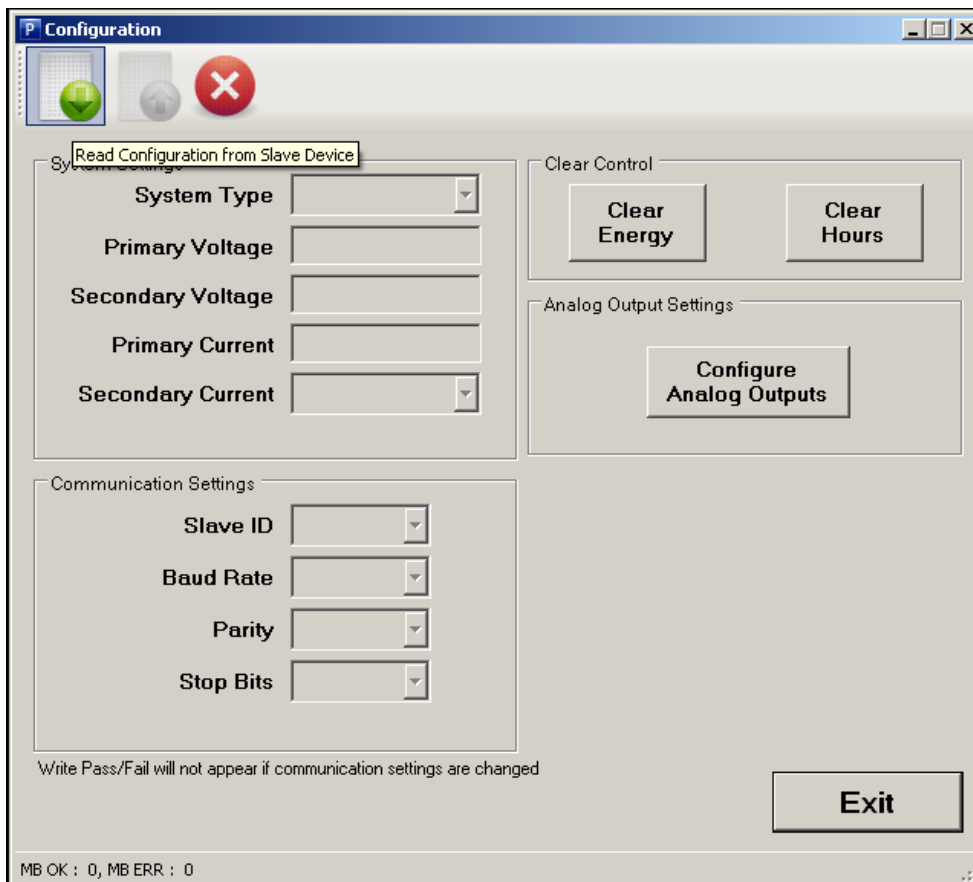 P Configuration
Read Configuration from Slave Device
System Settings
System Type
Primary Voltage
Secondary Voltage
Primary Current
Secondary Current
Clear Control
Clear
Energy
Clear
Hours
Analog Output Settings
Configure
Analog Outputs
Communication Settings
Slave ID
Baud Rate
Parity
Stop Bits
Write Pass/Fail will not appear if communication settings are changed
Exit
MB OK : 0, MB ERR : 0